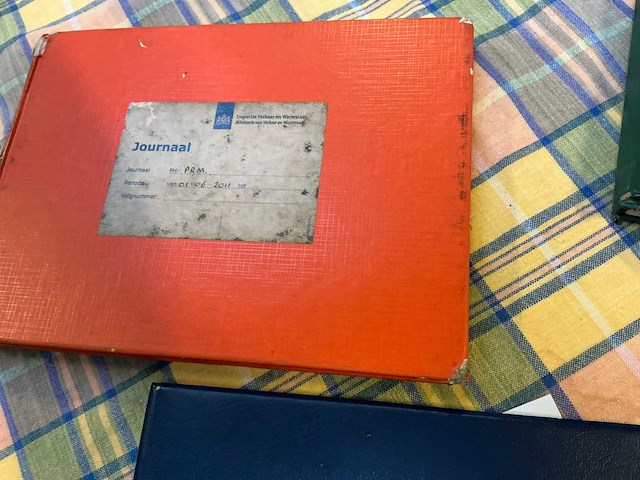 Inspectie Verkeer en Waterstaat
Ministerie van Verkeer en Waterstaat
Journaal
Journaal PRM
Periode van 01-06-2011 tot
Volgnummer